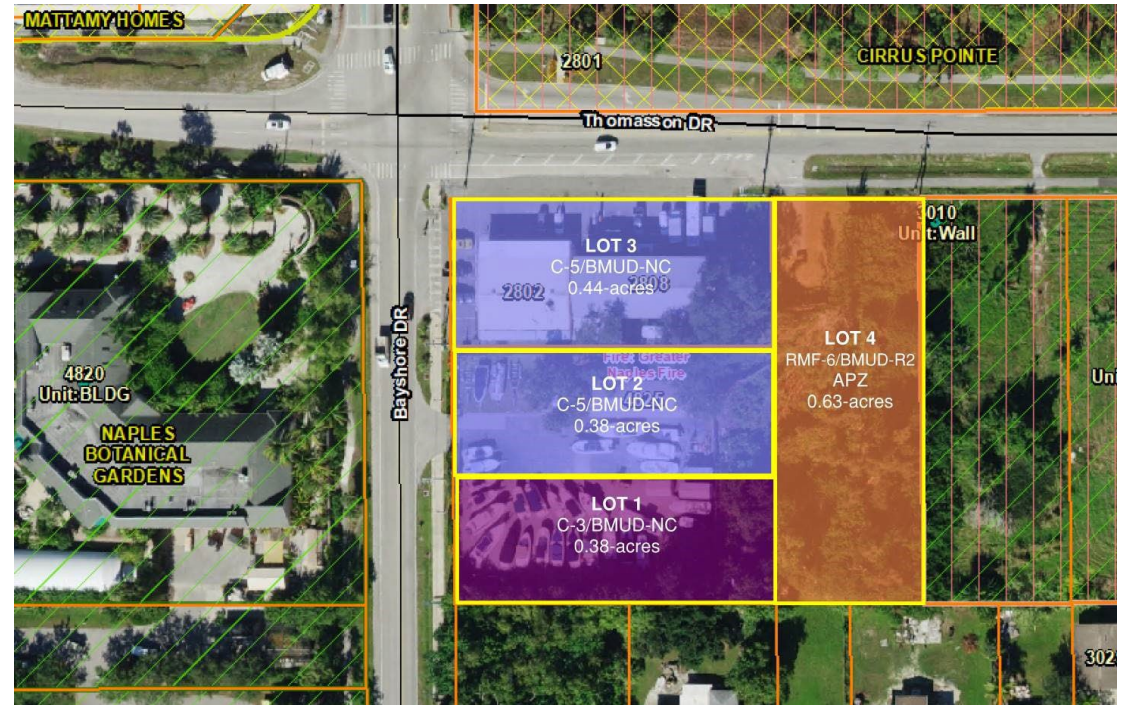 MATTAMY HOMES
2801
CIRRUS POINTE
Thomasson DR
3010
Unit:Wall
LOT 3
C-5/BMUD-NC
0.44-acres
2802
2808
Bayshore DR
4820
Unit:BLDG
NAPLES
BOTANICAL
GARDENS
Fire: Greater
Naples Fire
LOT 2
C-5/BMUD-NC
0.38-acres
LOT 4
RMF-6/BMUD-R2
APZ
0.63-acres
Uni
LOT 1
C-3/BMUD-NC
0.38-acres
302